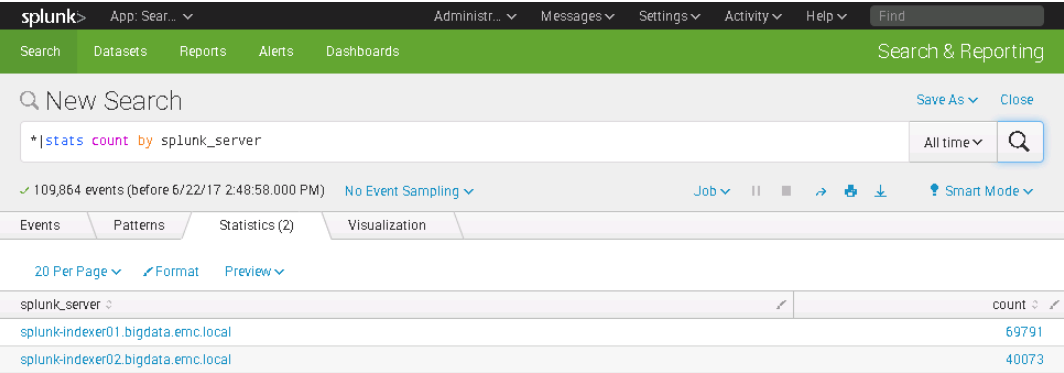 splunk> App: Sear... Administr... Messages Settings Activity Help Find
Search Datasets Reports Alerts Dashboards Search & Reporting
New Search Save As Close
*|stats count by splunk_server All time
109,864 events (before 6/22/17 2:48:58.000 PM) No Event Sampling Job Smart Mode
Events Patterns Statistics (2) Visualization
20 Per Page Format Preview
splunk_server count
splunk-indexer01.bigdata.emc.local 69791
splunk-indexer02.bigdata.emc.local 40073